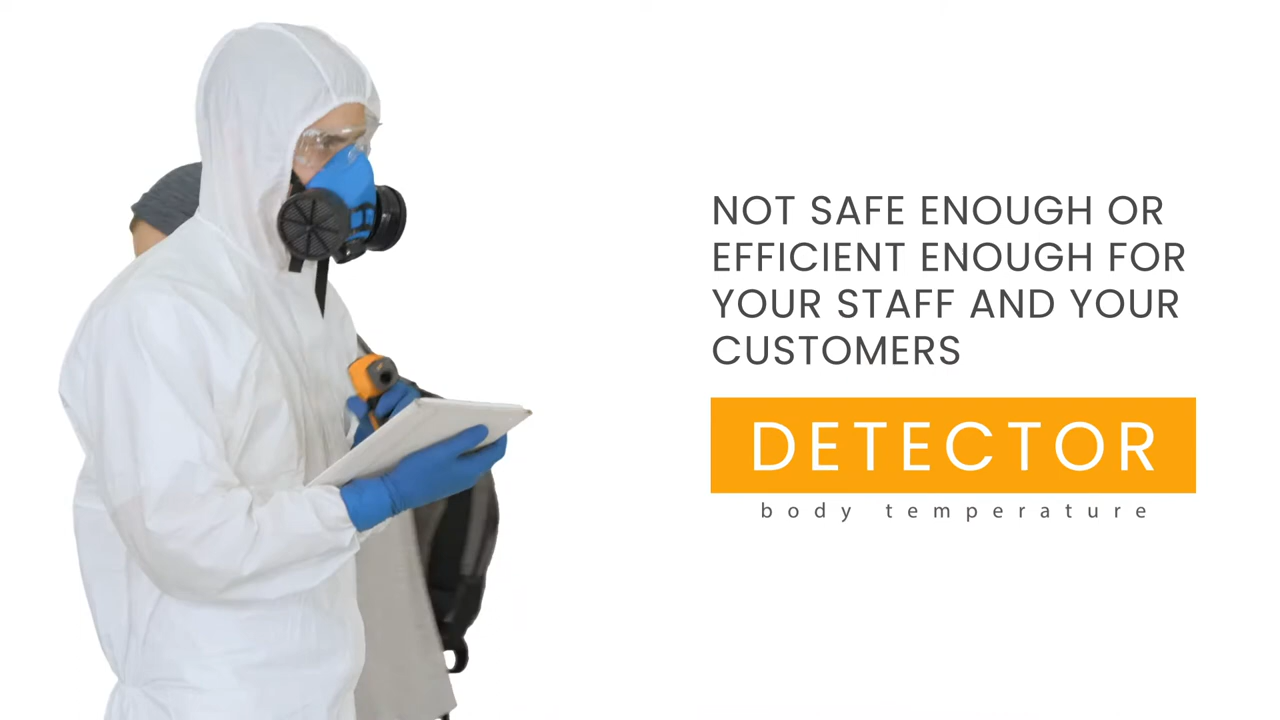 NOT SAFE ENOUGH OR
EFFICIENT ENOUGH FOR
YOUR STAFF AND YOUR
CUSTOMERS
DETECTOR
body temperature